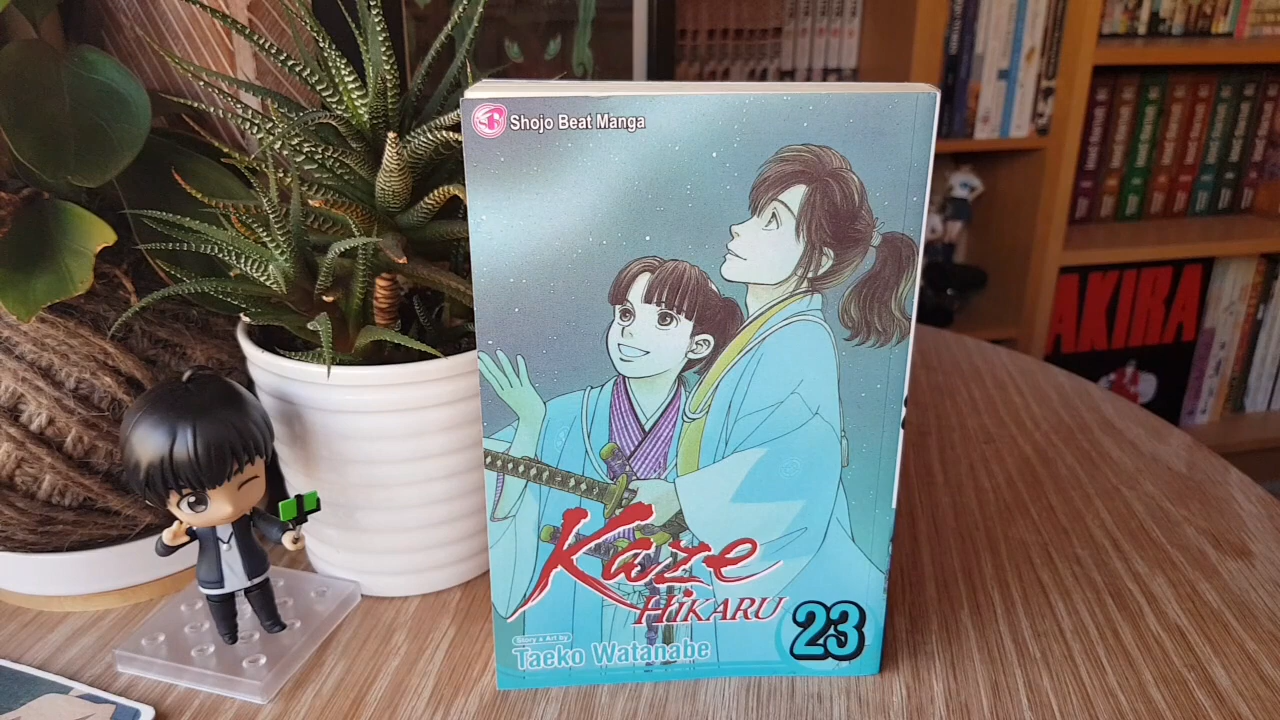 Shojo Beat Manga
Kaze
HIKARU
23
Story & Art by
Taeko Watanabe
AKIRA